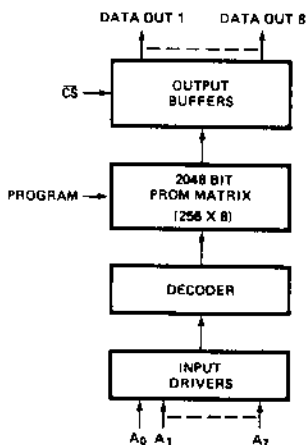 DATA OUT 1 DATA OUT 8
OUTPUT
BUFFERS
CS
2048 BIT
PROM MATRIX
(256 X 8)
PROGRAM
DECODER
INPUT
DRIVERS
A0 A1 A7